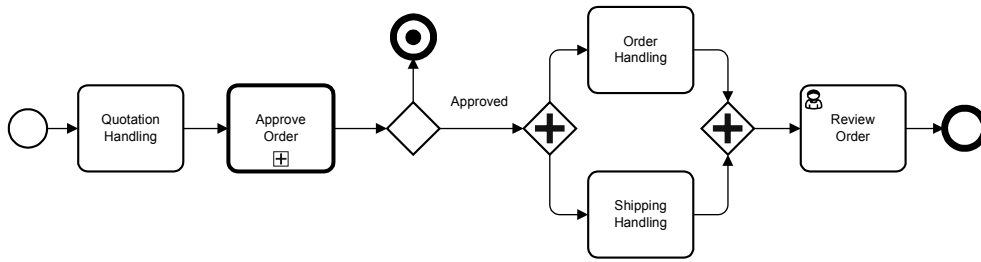 Quotation
Handling
Approve
Order
Approved
Order
Handling
Shipping
Handling
Review
Order